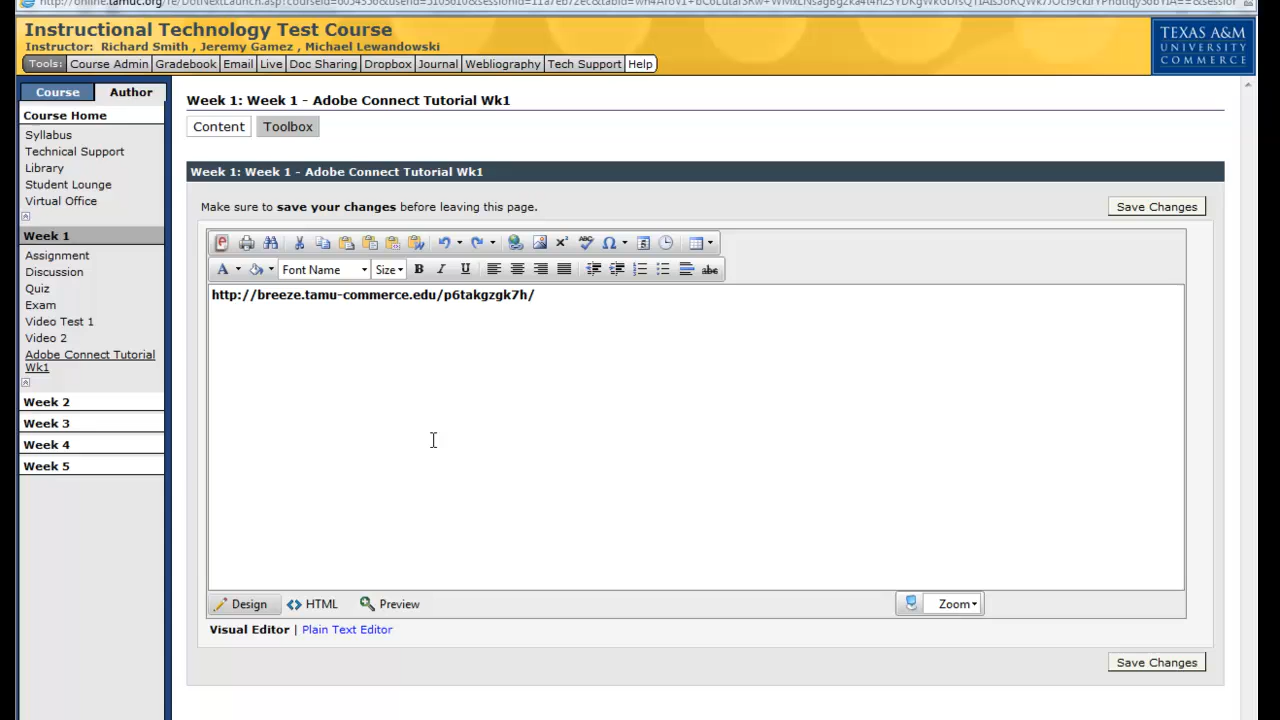 Instructional Technology Test Course
Instructor: Richard Smith , Jeremy Gamez , Michael Lewandowski
TEXAS A&M
UNIVERSITY
COMMERCE
Tools: Course Admin Gradebook Email Live Doc Sharing Dropbox Journal Webliography Tech Support Help
Course Author
Course Home
Syllabus
Technical Support
Library
Student Lounge
Virtual Office
Week 1
Assignment
Discussion
Quiz
Exam
Video Test 1
Video 2
Adobe Connect Tutorial
Wk1
Week 2
Week 3
Week 4
Week 5
Week 1: Week 1 - Adobe Connect Tutorial Wk1
Content Toolbox
Week 1: Week 1 - Adobe Connect Tutorial Wk1
Make sure to save your changes before leaving this page.
Save Changes
ABC
A Font Name Size B I U abc
http://breeze.tamu-commerce.edu/p6takgzgk7h/
Design HTML Preview Zoom
Visual Editor | Plain Text Editor
Save Changes